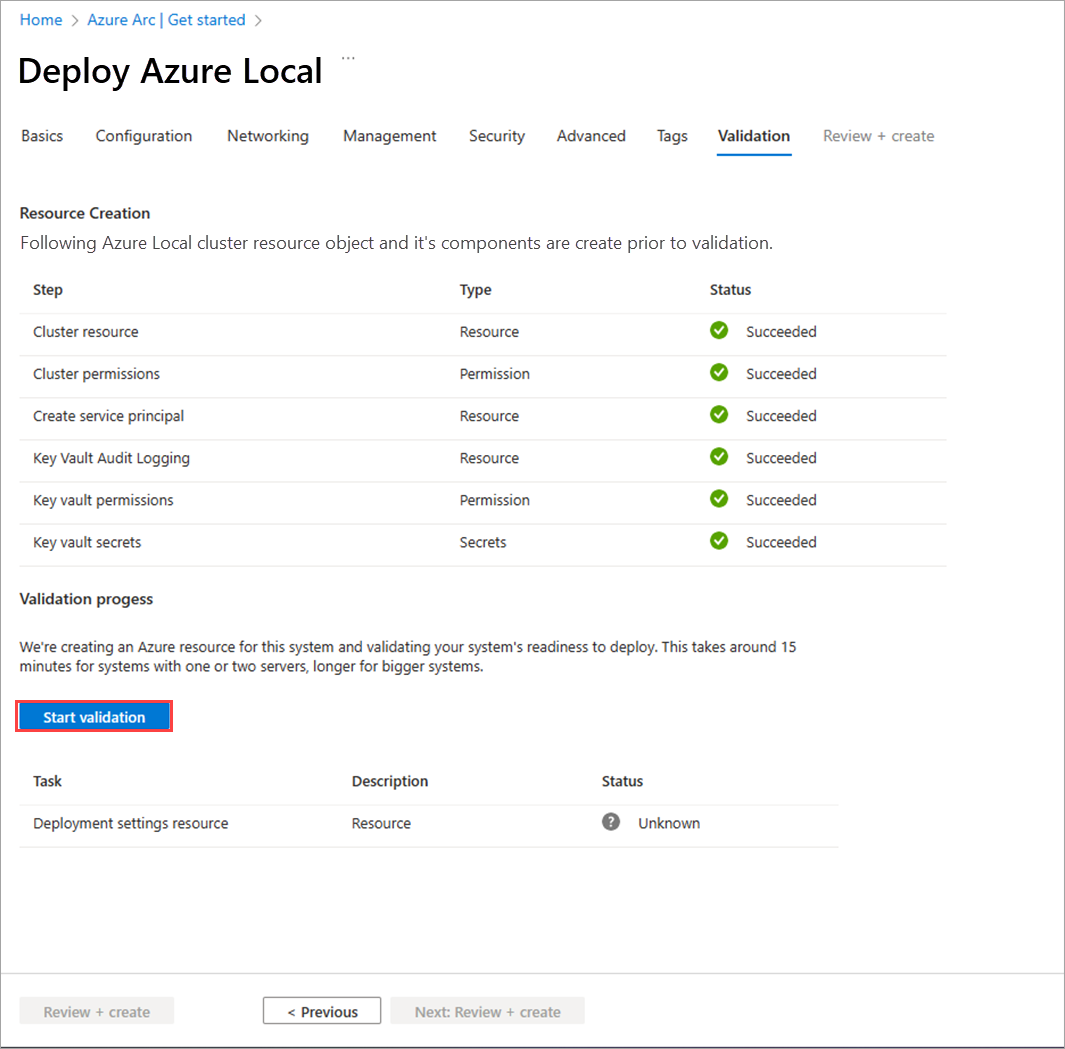 Home > Azure Arc | Get started >
Deploy Azure Local ...
Basics Configuration Networking Management Security Advanced Tags Validation Review + create
Resource Creation
Following Azure Local cluster resource object and it's components are create prior to validation.
Step Type Status
Cluster resource Resource Succeeded
Cluster permissions Permission Succeeded
Create service principal Resource Succeeded
Key Vault Audit Logging Resource Succeeded
Key vault permissions Permission Succeeded
Key vault secrets Secrets Succeeded
Validation progess
We're creating an Azure resource for this system and validating your system's readiness to deploy. This takes around 15
minutes for systems with one or two servers, longer for bigger systems.
Start validation
Task Description Status
Deployment settings resource Resource ? Unknown
Review + create < Previous Next: Review + create